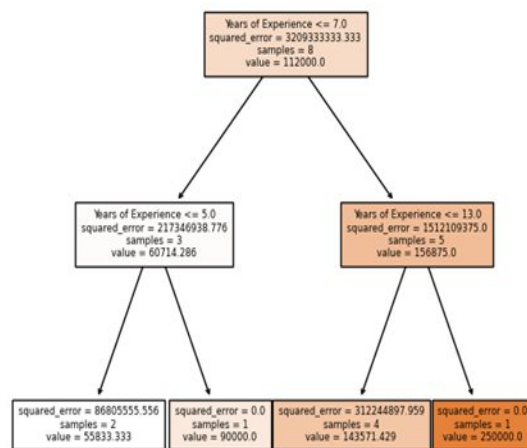 Years of Experience <= 7.0
squared_error = 3209333333.333
samples = 8
value = 112000.0
Years of Experience <= 5.0
squared_error = 217346938.776
samples = 3
value = 60714.286
Years of Experience <= 13.0
squared_error = 1512109375.0
samples = 5
value = 156875.0
squared_error = 86805555.556
samples = 2
value = 55833.333
squared_error = 0.0
samples = 1
value = 90000.0
squared_error = 312244897.959
samples = 4
value = 143571.429
squared_error = 0.0
samples = 1
value = 250000.0